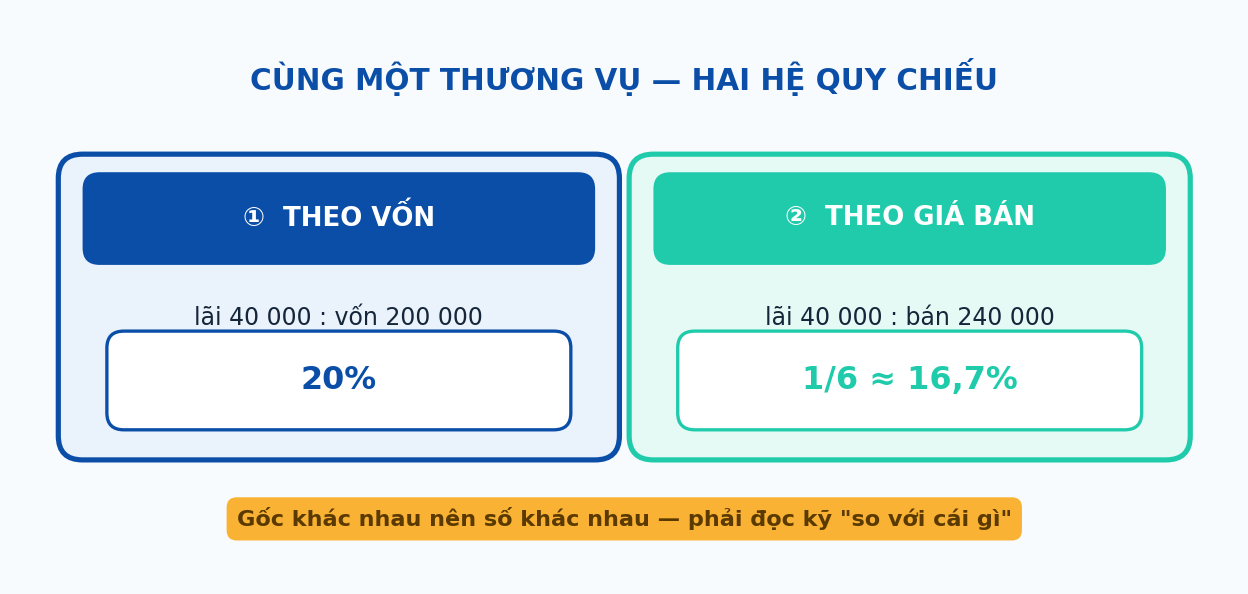 CÙNG MỘT THƯƠNG VỤ — HAI HỆ QUY CHIẾU
① THEO VỐN
lãi 40 000 : vốn 200 000
20%
② THEO GIÁ BÁN
lãi 40 000 : bán 240 000
1/6 ≈ 16,7%
Gốc khác nhau nên số khác nhau — phải đọc kỹ "so với cái gì"